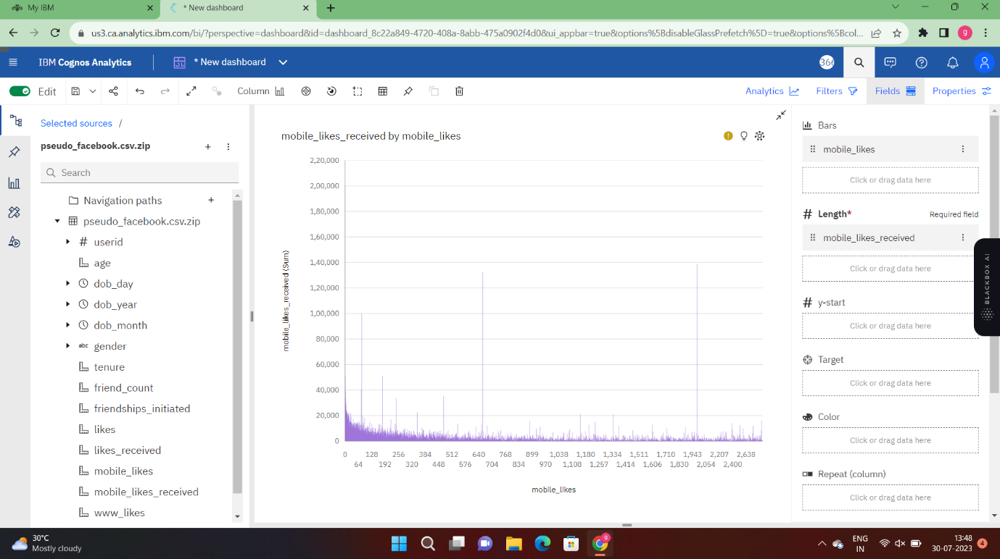 My IBM
* New dashboard
us3.ca.analytics.ibm.com/bi/?perspective=dashboard&id=dashboard_8c22a849-4720-408a-8abb-475a0902f4d0&ui_appbar=true&options%5BdisableGlassPrefetch%5D=true&options%5Bcol...
g
IBM Cognos Analytics
* New dashboard
Edit
Column
Analytics
Filters
Fields
Properties
Selected sources /
pseudo_facebook.csv.zip
Search
Navigation paths
pseudo_facebook.csv.zip
# userid
age
dob_day
dob_year
dob_month
abc gender
tenure
friend_count
friendships_initiated
likes
likes_received
mobile_likes
mobile_likes_received
www_likes
mobile_likes_received by mobile_likes
mobile_likes_received (Sum)
2,20,000
2,00,000
1,80,000
1,60,000
1,40,000
1,20,000
1,00,000
80,000
60,000
40,000
20,000
0
0 128 256 384 512 640 768 899 1,038 1,180 1,334 1,511 1,710 1,943 2,207 2,638
64 192 320 448 576 704 834 970 1,108 1,257 1,414 1,606 1,830 2,054 2,400
mobile_likes
Bars
mobile_likes
Click or drag data here
# Length* Required field
mobile_likes_received
Click or drag data here
# y-start
Click or drag data here
Target
Click or drag data here
Color
Click or drag data here
Repeat (column)
Click or drag data here
BLACKBOX AI
30°C
Mostly cloudy
g
ENG
IN
13:48
30-07-2023
4